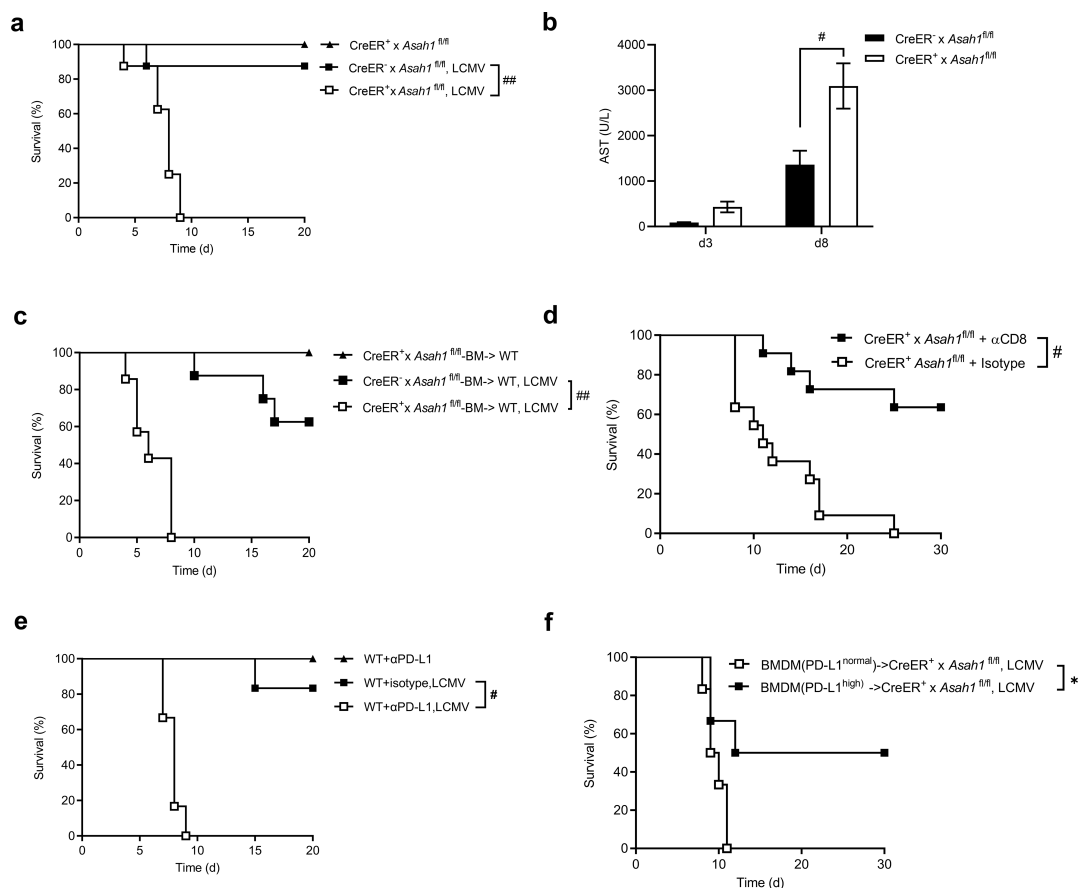 a
CreER⁺ x Asah1 fl/fl
CreER⁻ x Asah1 fl/fl, LCMV
CreER⁺x Asah1 fl/fl, LCMV
##
100
80
60
40
20
0
Survival (%)
0 5 10 15 20
Time (d)
b
CreER⁻ x Asah1fl/fl
CreER⁺ x Asah1fl/fl
#
4000
3000
2000
1000
0
AST (U/L)
d3 d8
c
CreER⁺x Asah1 fl/fl-BM-> WT
CreER⁻ x Asah1 fl/fl-BM-> WT, LCMV
CreER⁺x Asah1 fl/fl-BM-> WT, LCMV
##
100
80
60
40
20
0
Survival (%)
0 5 10 15 20
Time (d)
d
CreER⁺ x Asah1fl/fl + αCD8
CreER⁺ Asah1fl/fl + Isotype
#
100
80
60
40
20
0
Survival (%)
0 10 20 30
Time (d)
e
WT+αPD-L1
WT+isotype,LCMV
WT+αPD-L1,LCMV
#
100
80
60
40
20
0
Survival (%)
0 5 10 15 20
Time (d)
f
BMDM(PD-L1normal)->CreER⁺ x Asah1 fl/fl, LCMV
BMDM(PD-L1high) ->CreER⁺ x Asah1 fl/fl, LCMV
*
100
80
60
40
20
0
Survival (%)
0 10 20 30
Time (d)